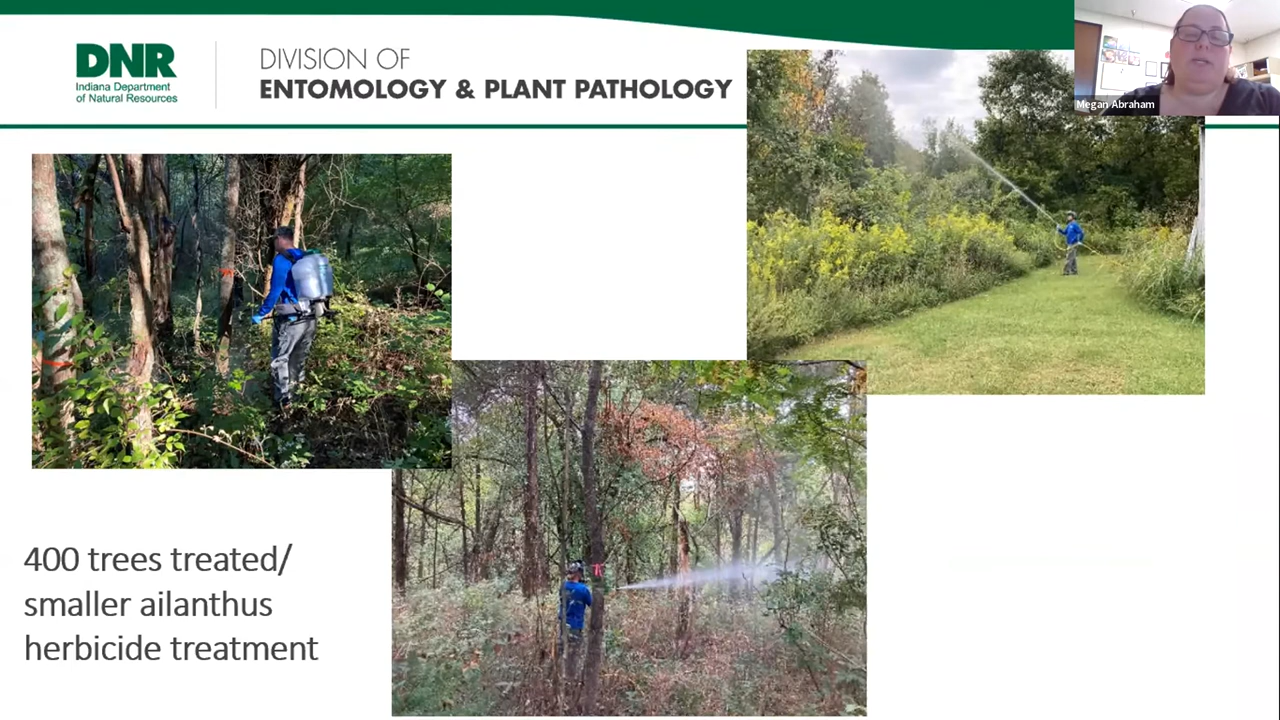 DNR
Indiana Department
of Natural Resources
DIVISION OF
ENTOMOLOGY & PLANT PATHOLOGY
Megan Abraham
400 trees treated/
smaller ailanthus
herbicide treatment